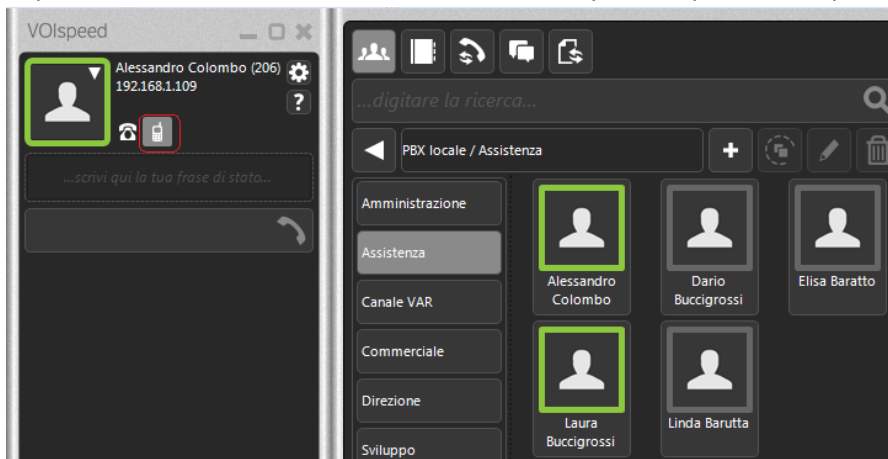 VOIspeed
Alessandro Colombo (206)
192.168.1.109
?
...scrivi qui la tua frase di stato...
...digitare la ricerca...
PBX locale / Assistenza
Amministrazione
Assistenza
Canale VAR
Commerciale
Direzione
Sviluppo
Alessandro
Colombo
Dario
Buccigrossi
Elisa Baratto
Laura
Buccigrossi
Linda Barutta